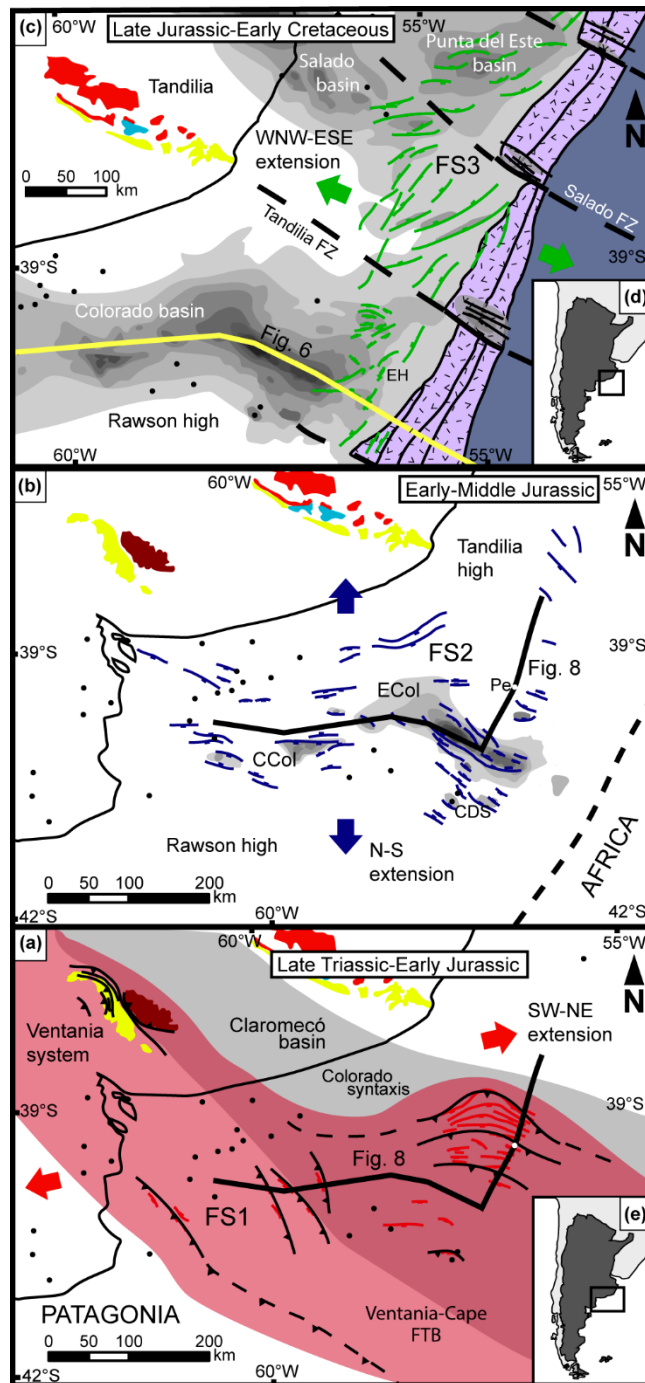 (c)
60°W
Late Jurassic-Early Cretaceous
55°W
Tandilia
Salado
basin
Punta del Este
basin
N
WNW-ESE
extension
FS3
0 50 100
km
Tandilia FZ
Salado FZ
39°S
39°S
(d)
Colorado basin
Fig. 6
EH
Rawson high
60°W
55°W
(b)
60°W
Early-Middle Jurassic
55°W
N
Tandilia
high
39°S
39°S
FS2
Fig. 8
ECol
Pe
CCol
CDS
Rawson high
N-S
extension
AFRICA
0 50 100 200
km
42°S
60°W
42°S
(a)
60°W
Late Triassic-Early Jurassic
55°W
N
Ventania
system
Claromecó
basin
SW-NE
extension
Colorado
syntaxis
39°S
39°S
Fig. 8
FS1
(e)
PATAGONIA
Ventania-Cape
FTB
0 50 100 200
km
42°S
60°W